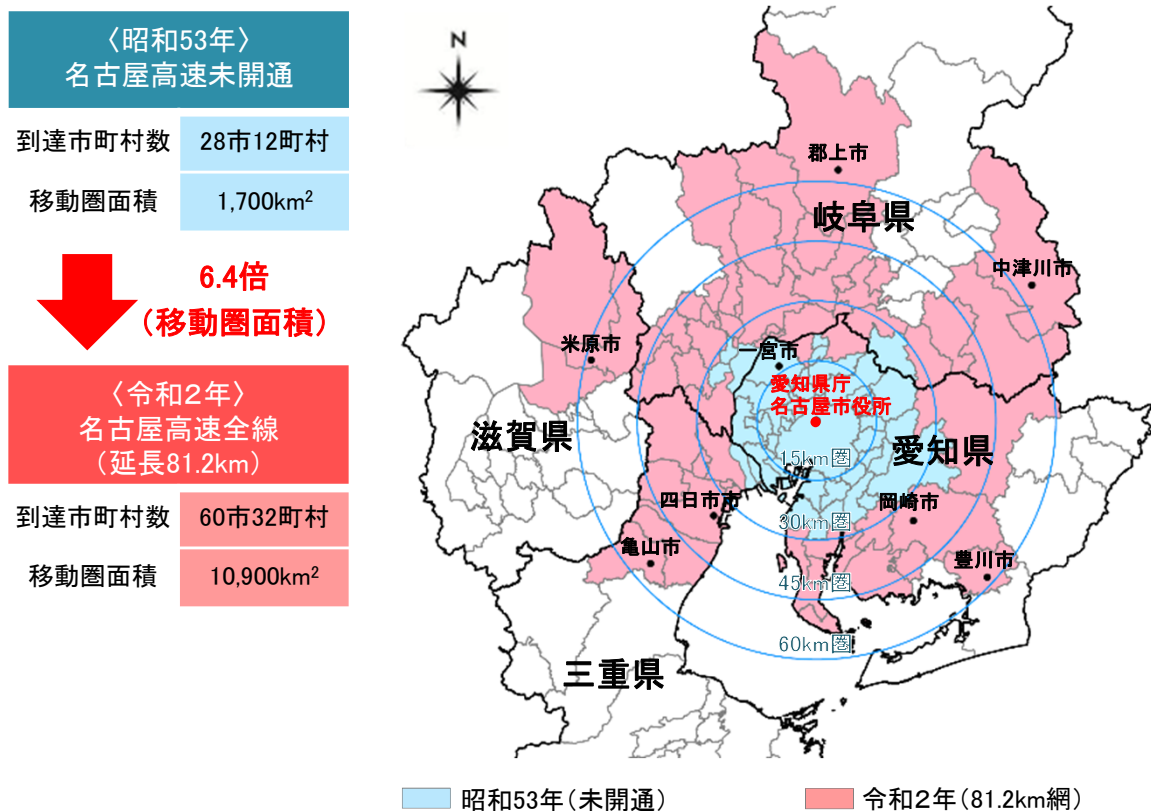 〈昭和53年〉
名古屋高速未開通
到達市町村数
28市12町村
移動圏面積
1,700km²
6.4倍
（移動圏面積）
〈令和２年〉
名古屋高速全線
（延長81.2km）
到達市町村数
60市32町村
移動圏面積
10,900km²
N
郡上市
岐阜県
中津川市
米原市
一宮市
愛知県庁
名古屋市役所
滋賀県
愛知県
15km圏
四日市市
30km圏
岡崎市
亀山市
豊川市
45km圏
60km圏
三重県
昭和53年（未開通）
令和２年（81.2km網）